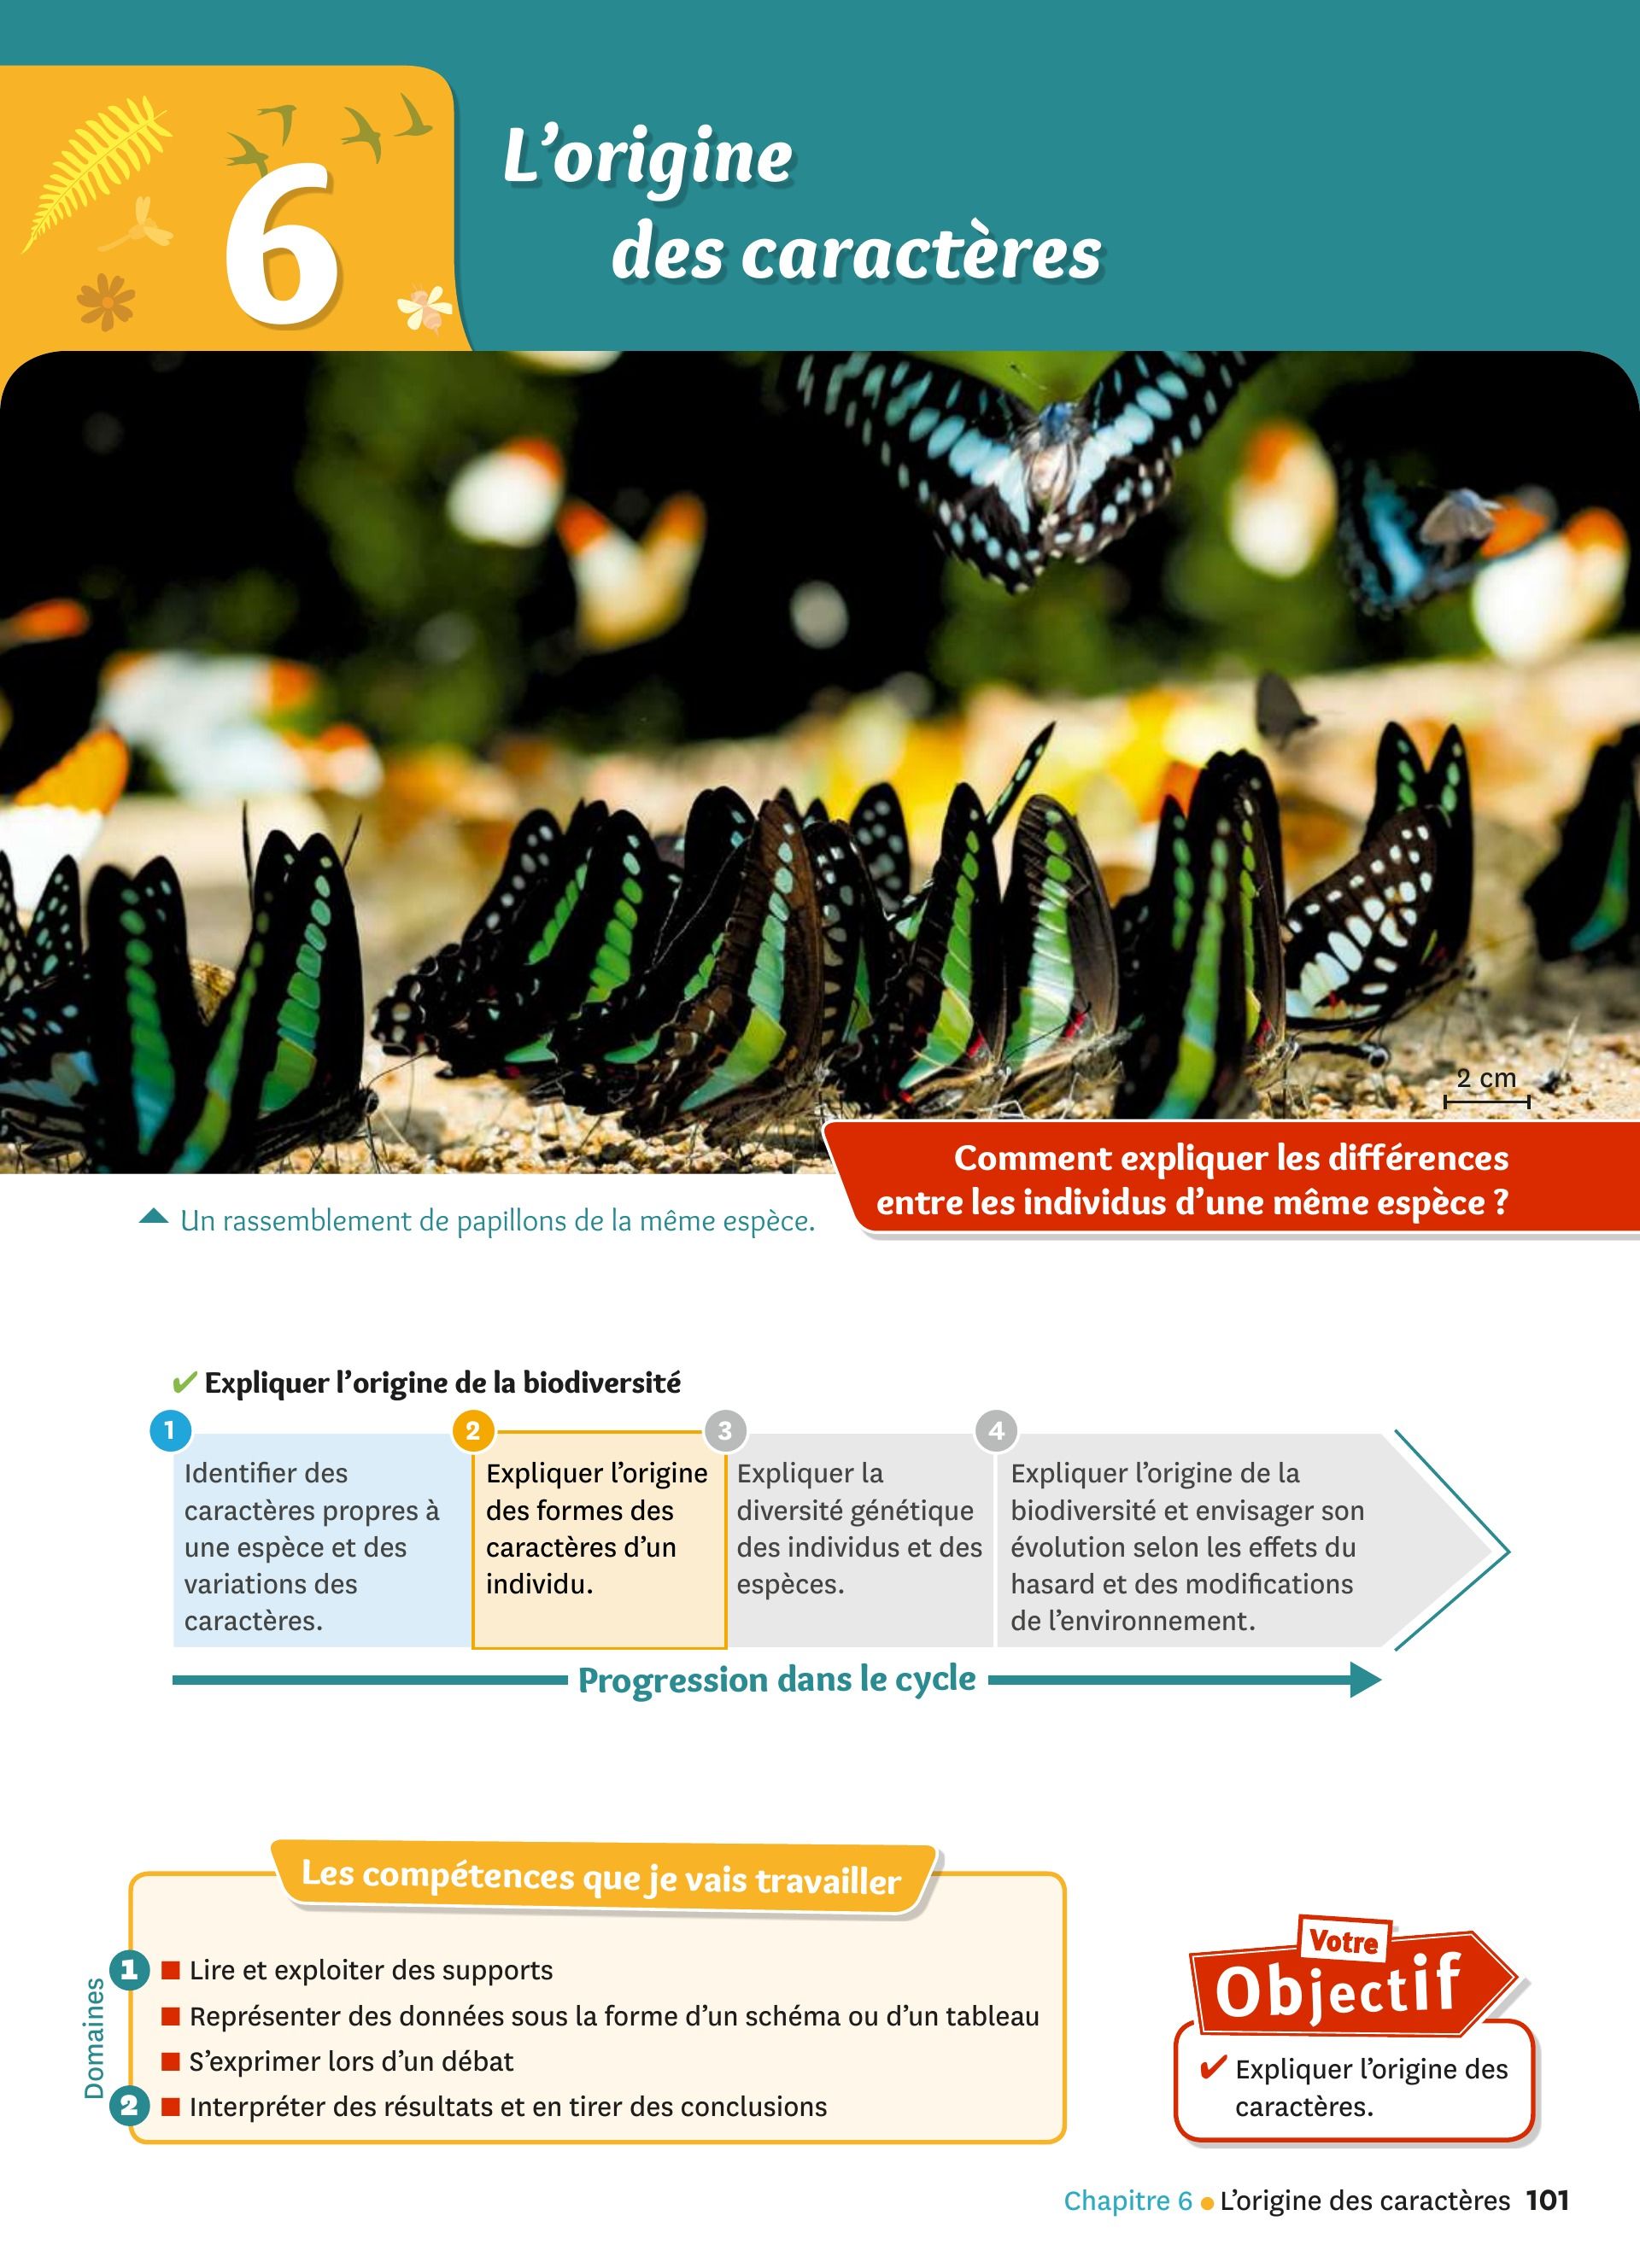 6
L'origine
des caractères
2 cm
Comment expliquer les différences
entre les individus d'une même espèce ?
Un rassemblement de papillons de la même espèce.
✔ Expliquer l'origine de la biodiversité
1
Identifier des
caractères propres à
une espèce et des
variations des
caractères.
2
Expliquer l'origine
des formes des
caractères d'un
individu.
3
Expliquer la
diversité génétique
des individus et des
espèces.
4
Expliquer l'origine de la
biodiversité et envisager son
évolution selon les effets du
hasard et des modifications
de l'environnement.
Progression dans le cycle
Les compétences que je vais travailler
Domaines
1 ■ Lire et exploiter des supports
■ Représenter des données sous la forme d'un schéma ou d'un tableau
■ S'exprimer lors d'un débat
2 ■ Interpréter des résultats et en tirer des conclusions
Votre
Objectif
✔ Expliquer l'origine des
caractères.
Chapitre 6 ● L'origine des caractères 101